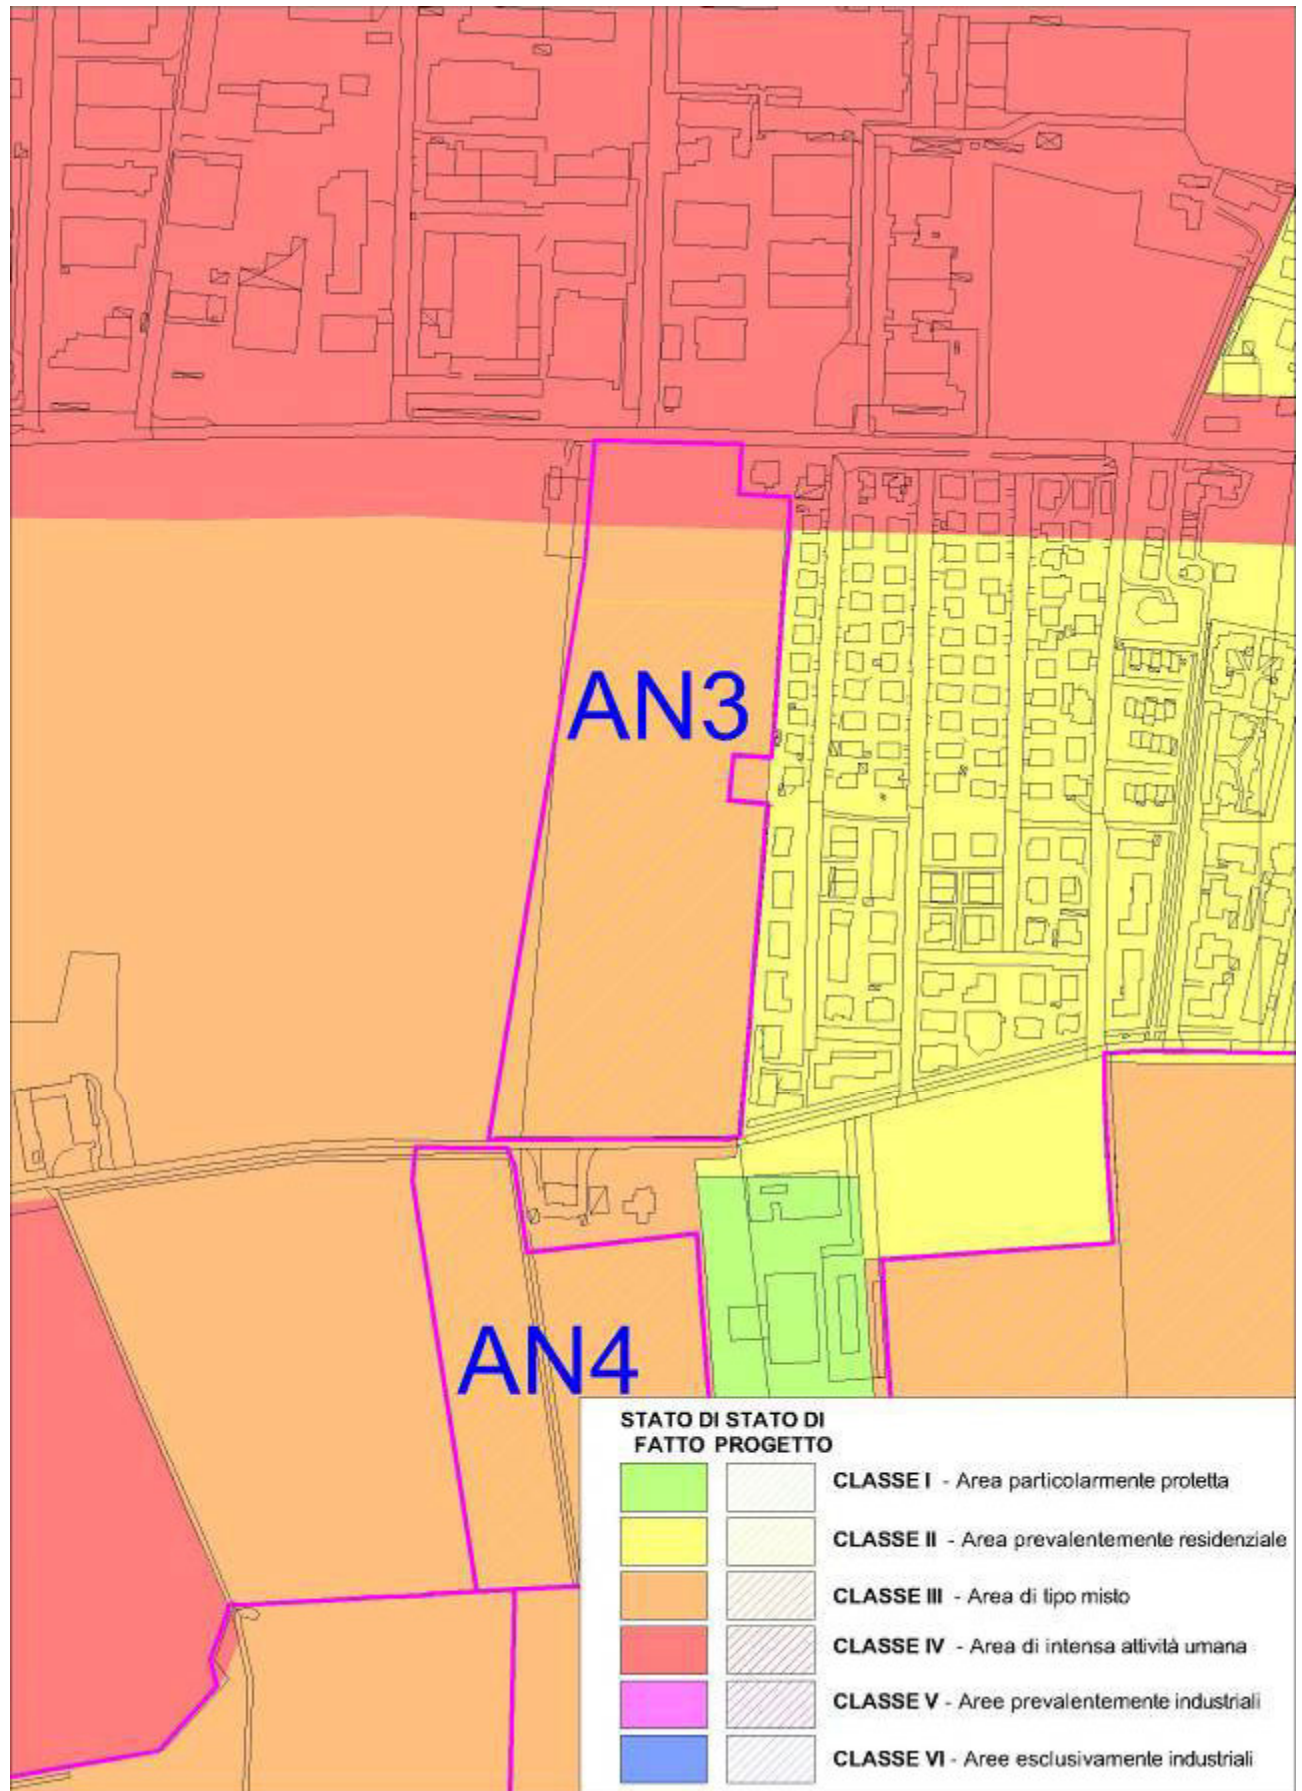 AN3
AN4
STATO DI STATO DI
FATTO PROGETTO
CLASSE I - Area particolarmente protetta
CLASSE II - Area prevalentemente residenziale
CLASSE III - Area di tipo misto
CLASSE IV - Area di intensa attività umana
CLASSE V - Aree prevalentemente industriali
CLASSE VI - Aree esclusivamente industriali